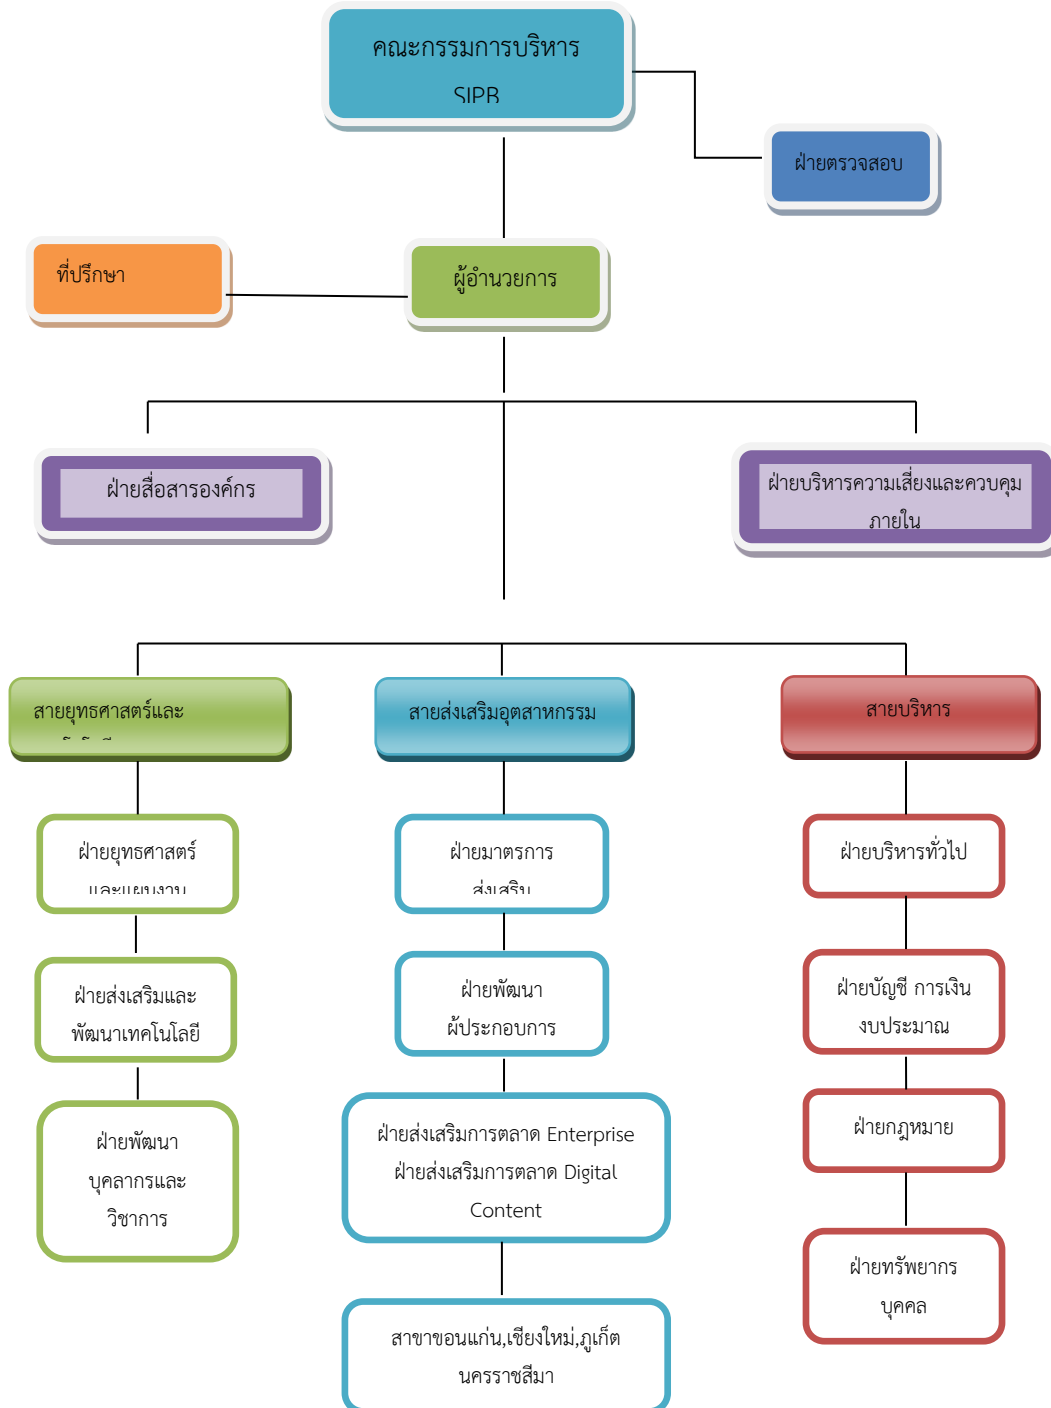 คณะกรรมการบริหาร
SIPB
ฝ่ายตรวจสอบ
ที่ปรึกษา
ผู้อำนวยการ
ฝ่ายสื่อสารองค์กร
ฝ่ายบริหารความเสี่ยงและควบคุม
ภายใน
สายยุทธศาสตร์และ
สายส่งเสริมอุตสาหกรรม
สายบริหาร
ฝ่ายยุทธศาสตร์
และแผนงาน
ฝ่ายมาตรการ
ส่งเสริม
ฝ่ายบริหารทั่วไป
ฝ่ายส่งเสริมและ
พัฒนาเทคโนโลยี
ฝ่ายพัฒนา
ผู้ประกอบการ
ฝ่ายบัญชี การเงิน
งบประมาณ
ฝ่ายพัฒนา
บุคลากรและ
วิชาการ
ฝ่ายส่งเสริมการตลาด Enterprise
ฝ่ายส่งเสริมการตลาด Digital
Content
ฝ่ายกฎหมาย
สาขาขอนแก่น,เชียงใหม่,ภูเก็ต
นครราชสีมา
ฝ่ายทรัพยากร
บุคคล